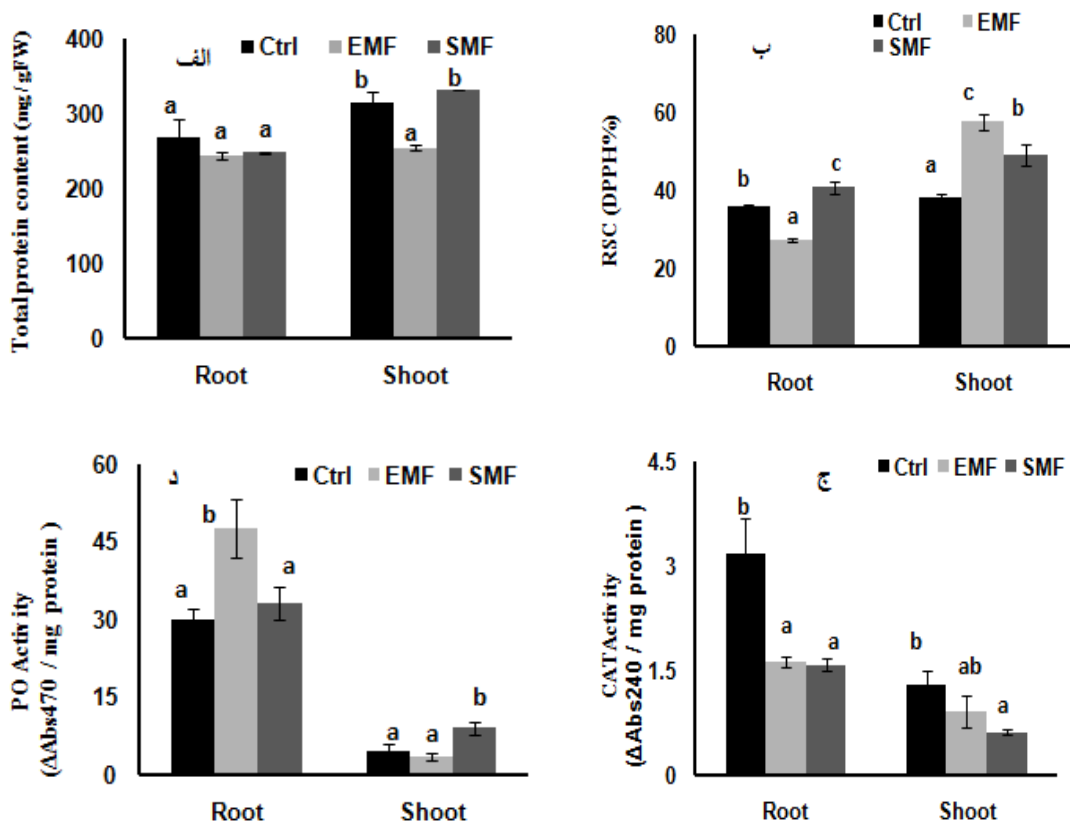 Total protein content (mg / gFW)
400
300
200
100
0
Ctrl EMF SMF
الف
a a a
b a b
Root Shoot
RSC (DPPH%)
80
60
40
20
0
Ctrl EMF
SMF
ب
b a c
a c b
Root Shoot
PO Activity
(ΔAbs470 / mg protein )
60
45
30
15
0
Ctrl EMF SMF
د
a b a
a a b
Root Shoot
CATActivity
(ΔAbs240 / mg protein )
4.5
3
1.5
0
Ctrl EMF SMF
ج
b a a
b ab a
Root Shoot